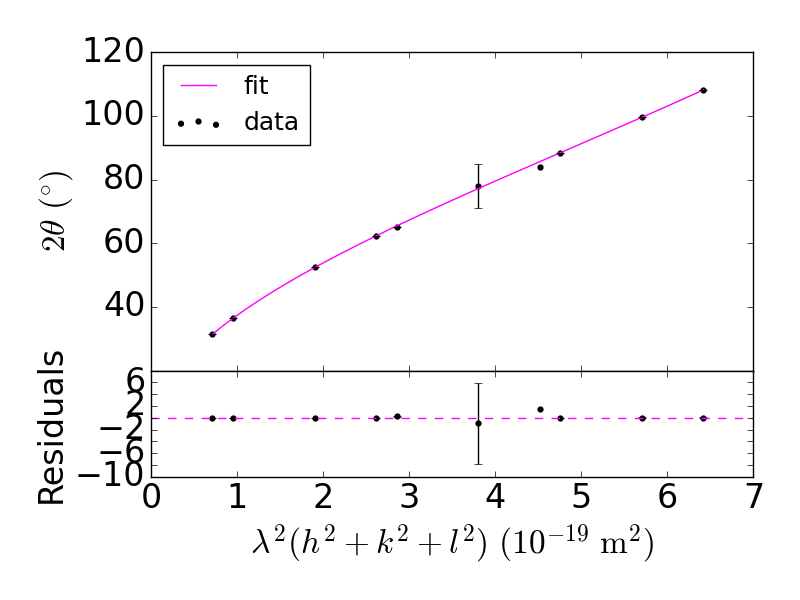 120
100
80
60
40
2θ (°)
fit
data
6
2
−2
−6
−10
Residuals
0 1 2 3 4 5 6 7
λ²(h² + k² + l²) (10⁻¹⁹ m²)